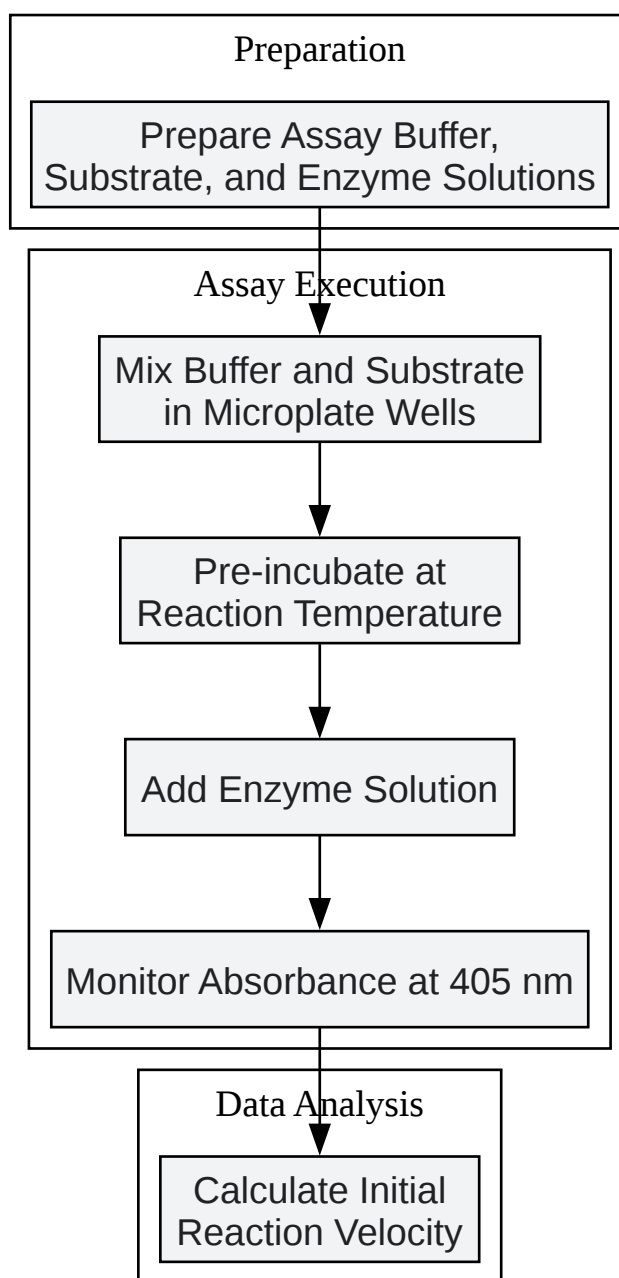 Preparation
Prepare Assay Buffer,
Substrate, and Enzyme Solutions
Assay Execution
Mix Buffer and Substrate
in Microplate Wells
Pre-incubate at
Reaction Temperature
Add Enzyme Solution
Monitor Absorbance at 405 nm
Data Analysis
Calculate Initial
Reaction Velocity